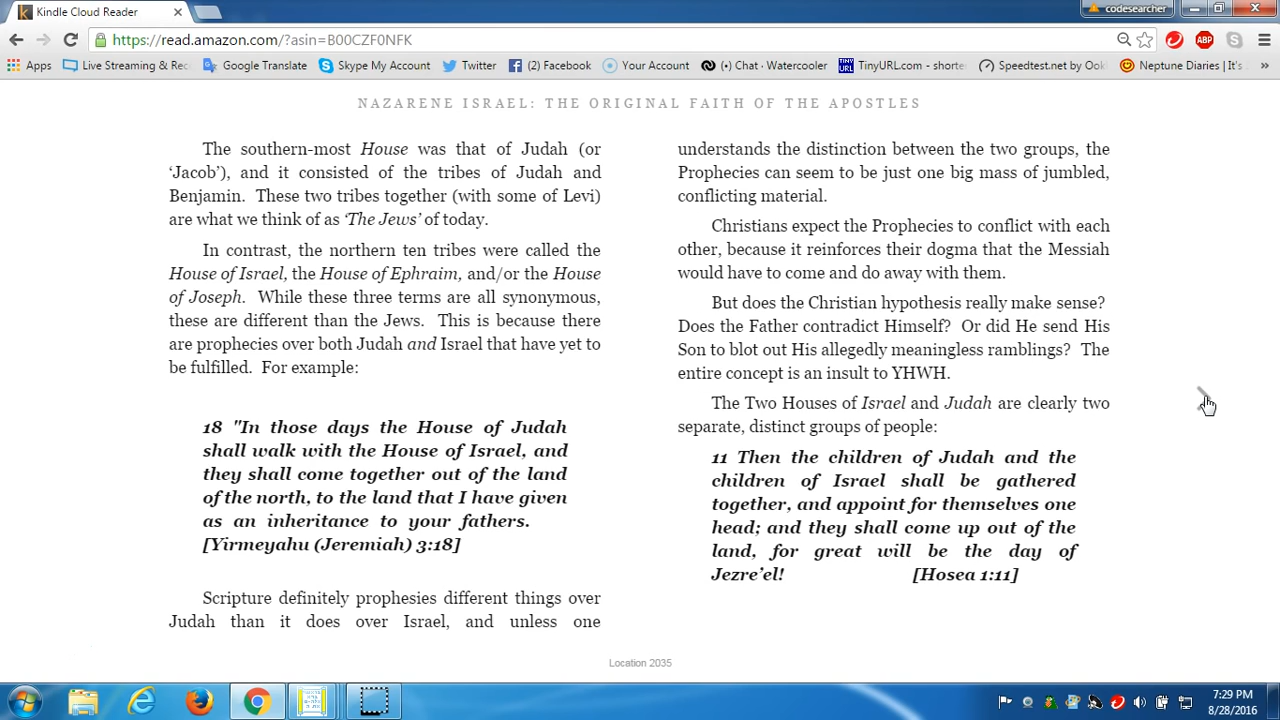 Kindle Cloud Reader
codesearcher
https://read.amazon.com/?asin=B00CZF0NFK
ABP
Apps Live Streaming & Rec Google Translate Skype My Account Twitter (2) Facebook Your Account (•) Chat · Watercooler TINY URL TinyURL.com - shorte Speedtest.net by Ookl Neptune Diaries | It's »
NAZARENE ISRAEL: THE ORIGINAL FAITH OF THE APOSTLES
The southern-most House was that of Judah (or
‘Jacob’), and it consisted of the tribes of Judah and
Benjamin. These two tribes together (with some of Levi)
are what we think of as ‘The Jews’ of today.
In contrast, the northern ten tribes were called the
House of Israel, the House of Ephraim, and/or the House
of Joseph. While these three terms are all synonymous,
these are different than the Jews. This is because there
are prophecies over both Judah and Israel that have yet to
be fulfilled. For example:
18 "In those days the House of Judah
shall walk with the House of Israel, and
they shall come together out of the land
of the north, to the land that I have given
as an inheritance to your fathers.
[Yirmeyahu (Jeremiah) 3:18]
Scripture definitely prophesies different things over
Judah than it does over Israel, and unless one
understands the distinction between the two groups, the
Prophecies can seem to be just one big mass of jumbled,
conflicting material.
Christians expect the Prophecies to conflict with each
other, because it reinforces their dogma that the Messiah
would have to come and do away with them.
But does the Christian hypothesis really make sense?
Does the Father contradict Himself? Or did He send His
Son to blot out His allegedly meaningless ramblings? The
entire concept is an insult to YHWH.
The Two Houses of Israel and Judah are clearly two
separate, distinct groups of people:
11 Then the children of Judah and the
children of Israel shall be gathered
together, and appoint for themselves one
head; and they shall come up out of the
land, for great will be the day of
Jezre’el! [Hosea 1:11]
Location 2035
7:29 PM
8/28/2016